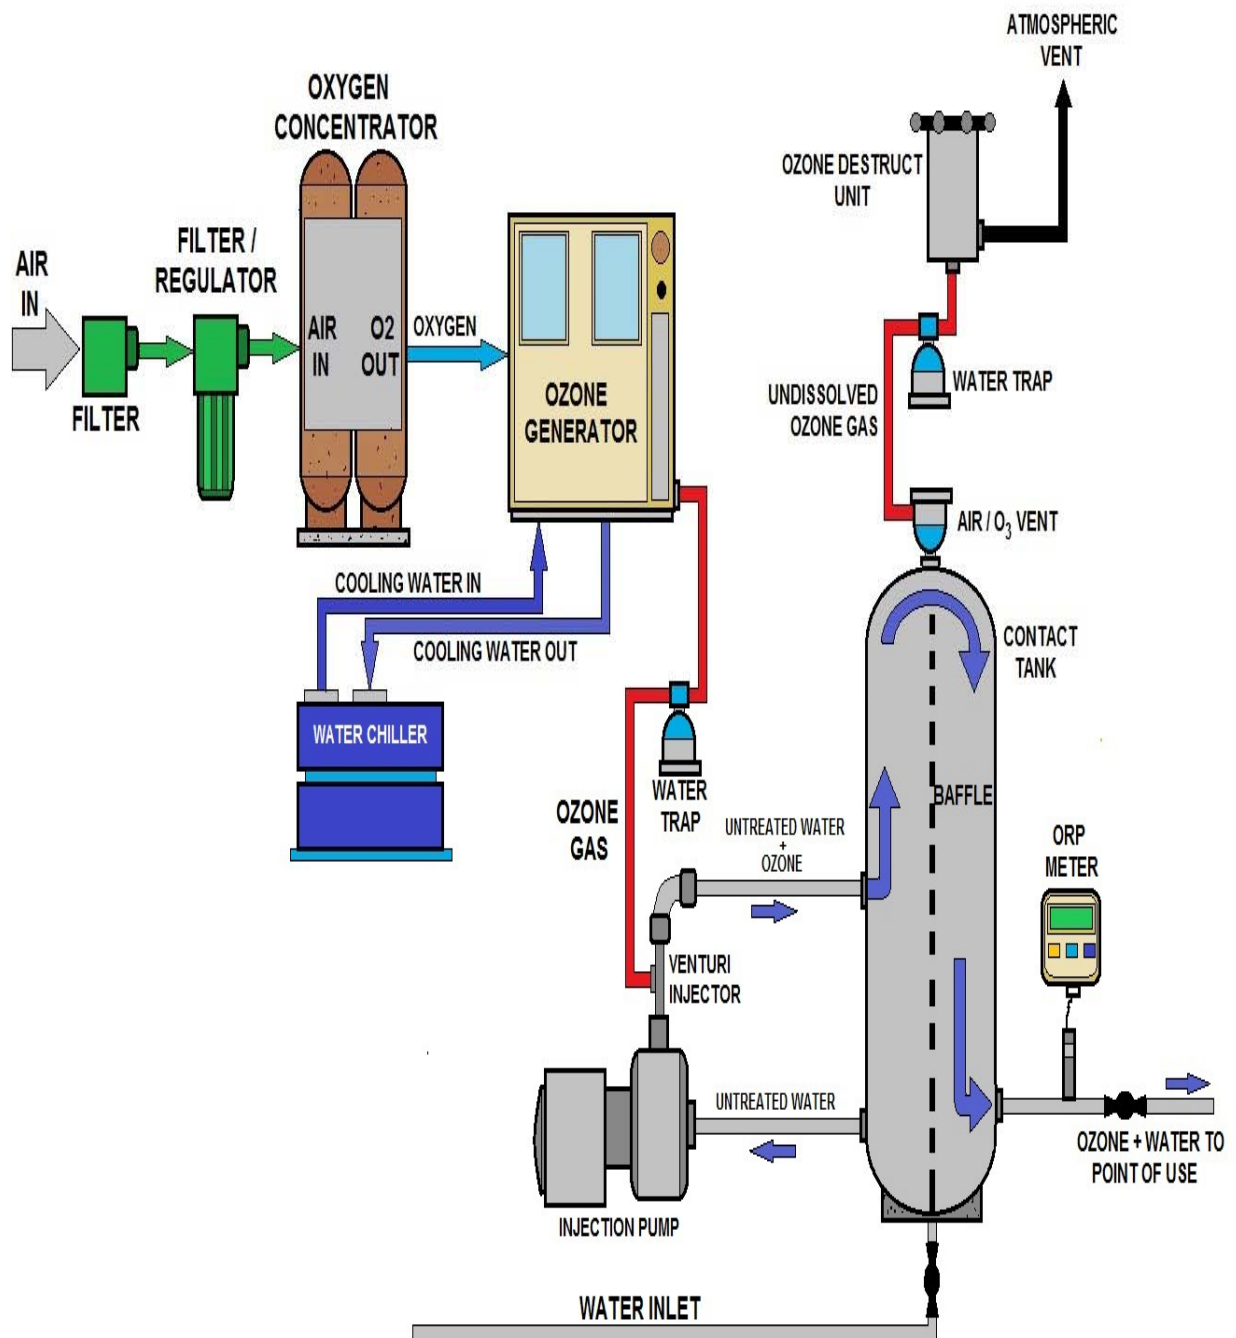 ATMOSPHERIC
VENT
OXYGEN
CONCENTRATOR
OZONE DESTRUCT
UNIT
FILTER /
REGULATOR
AIR
IN
AIR
IN
O2
OUT
OXYGEN
FILTER
OZONE
GENERATOR
WATER TRAP
UNDISSOLVED
OZONE GAS
AIR / O₃ VENT
COOLING WATER IN
COOLING WATER OUT
CONTACT
TANK
WATER CHILLER
WATER
TRAP
BAFFLE
OZONE
GAS
UNTREATED WATER
+
OZONE
ORP
METER
VENTURI
INJECTOR
UNTREATED WATER
OZONE + WATER TO
POINT OF USE
INJECTION PUMP
WATER INLET